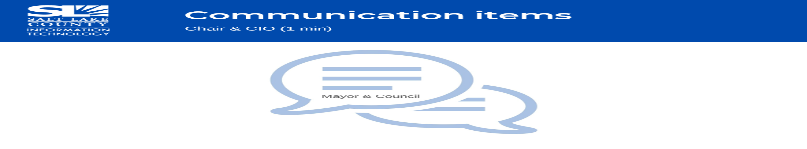 Communication items
Chair & CIO (1 min)
SALT LAKE
COUNTY
INFORMATION
TECHNOLOGY
Mayor & Council